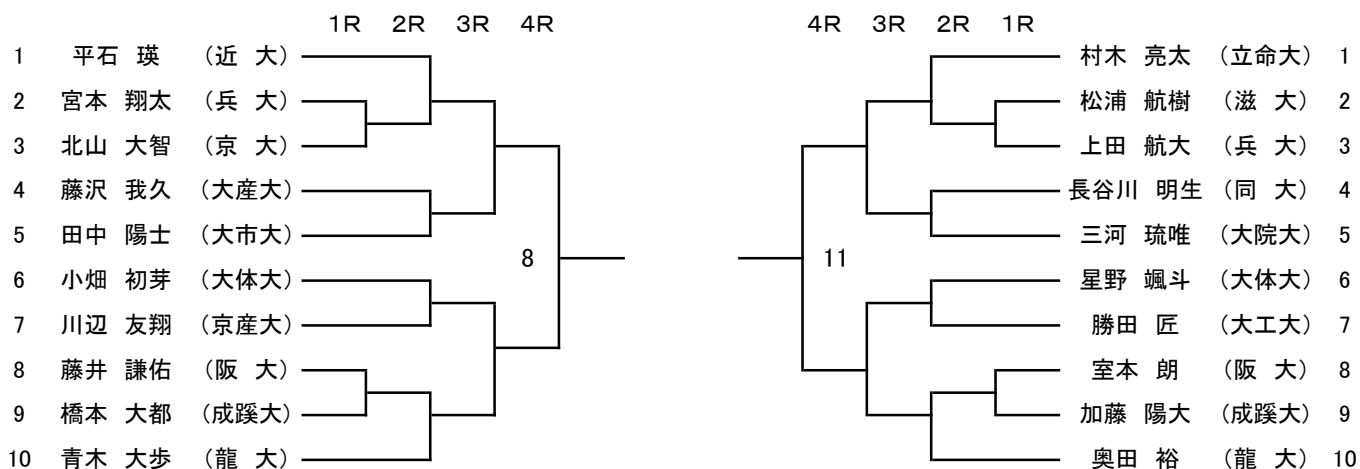 1R 2R 3R 4R
1 平石 瑛 （近 大）
2 宮本 翔太 （兵 大）
3 北山 大智 （京 大）
4 藤沢 我久 （大産大）
5 田中 陽士 （大市大）
6 小畑 初芽 （大体大）
7 川辺 友翔 （京産大）
8 藤井 謙佑 （阪 大）
9 橋本 大都 （成蹊大）
10 青木 大歩 （龍 大）
8
4R 3R 2R 1R
村木 亮太 （立命大） 1
松浦 航樹 （滋 大） 2
上田 航大 （兵 大） 3
長谷川 明生 （同 大） 4
三河 琉唯 （大院大） 5
星野 颯斗 （大体大） 6
勝田 匠 （大工大） 7
室本 朗 （阪 大） 8
加藤 陽大 （成蹊大） 9
奥田 裕 （龍 大） 10
11